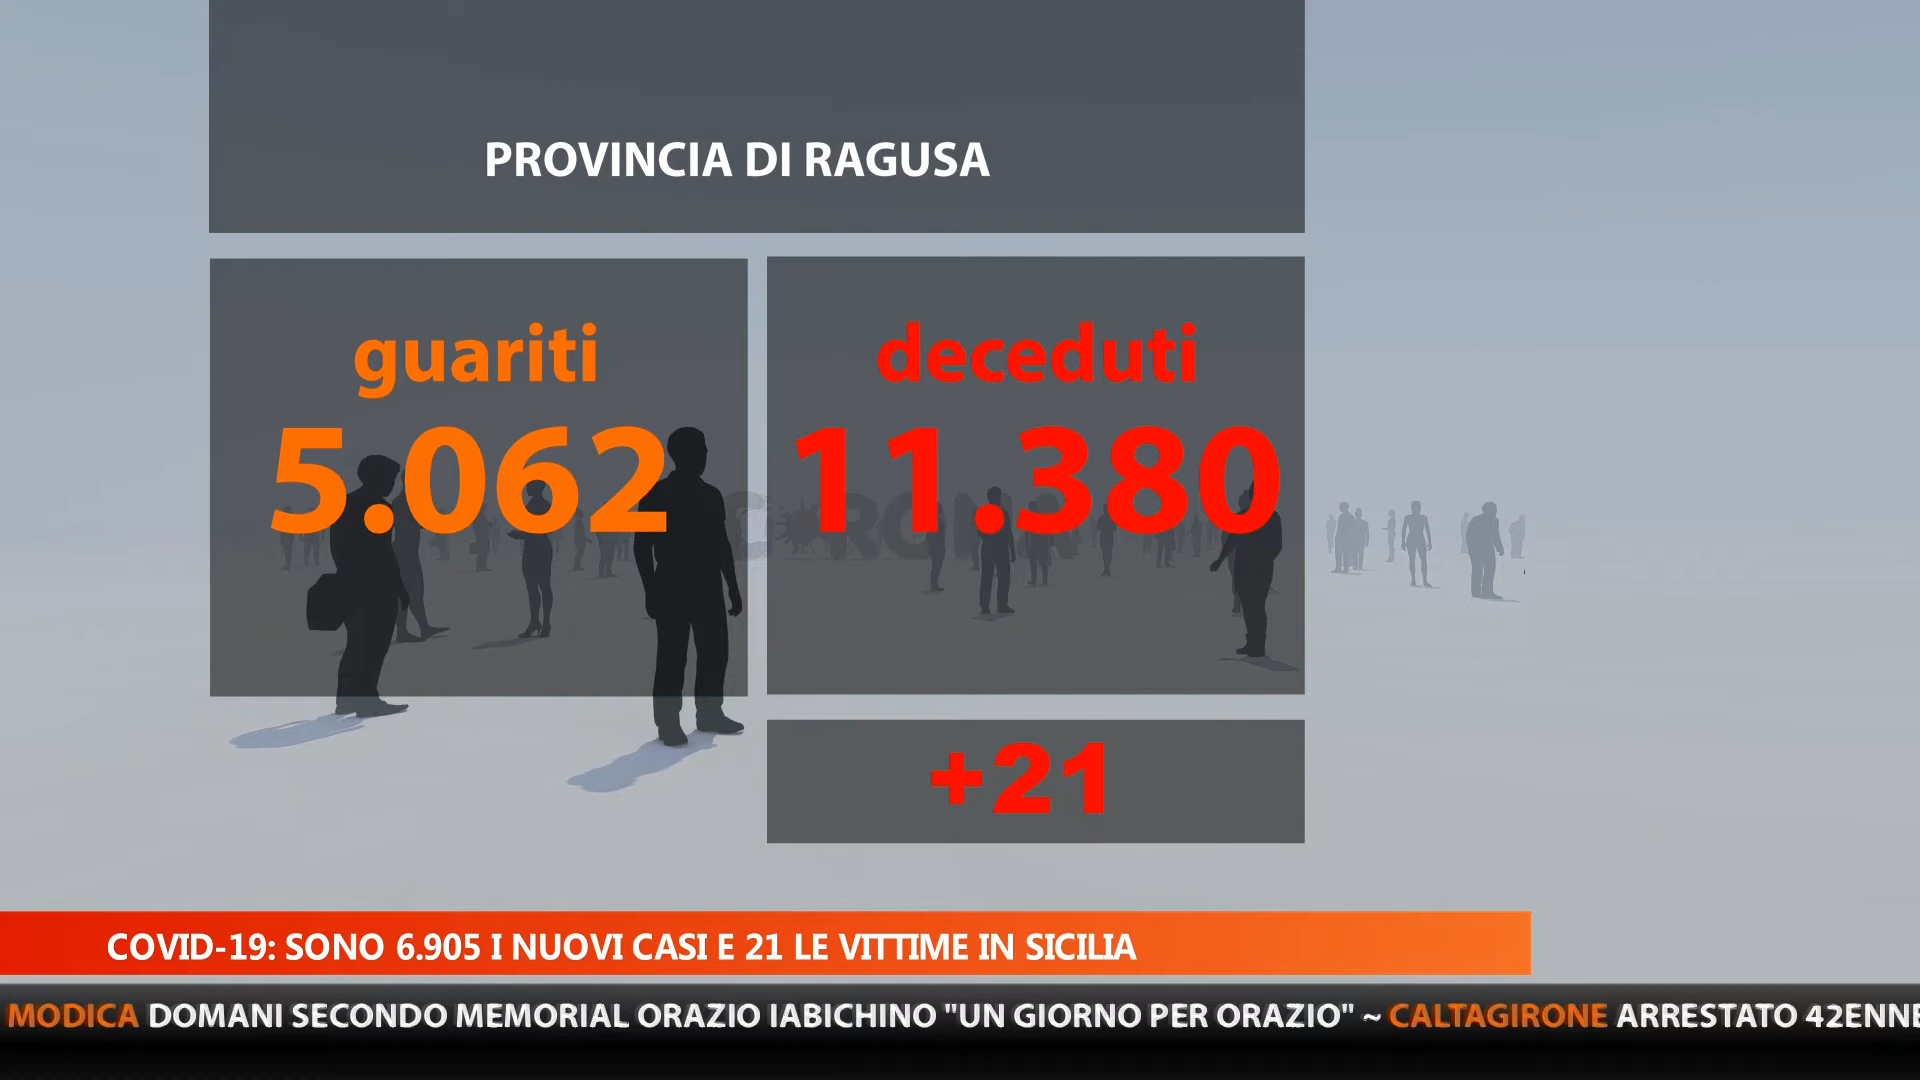 PROVINCIA DI RAGUSA
guariti
5.062
deceduti
11.380
+21
COVID-19: SONO 6.905 I NUOVI CASI E 21 LE VITTIME IN SICILIA
MODICA DOMANI SECONDO MEMORIAL ORAZIO IABICHINO "UN GIORNO PER ORAZIO" ~ CALTAGIRONE ARRESTATO 42ENNE